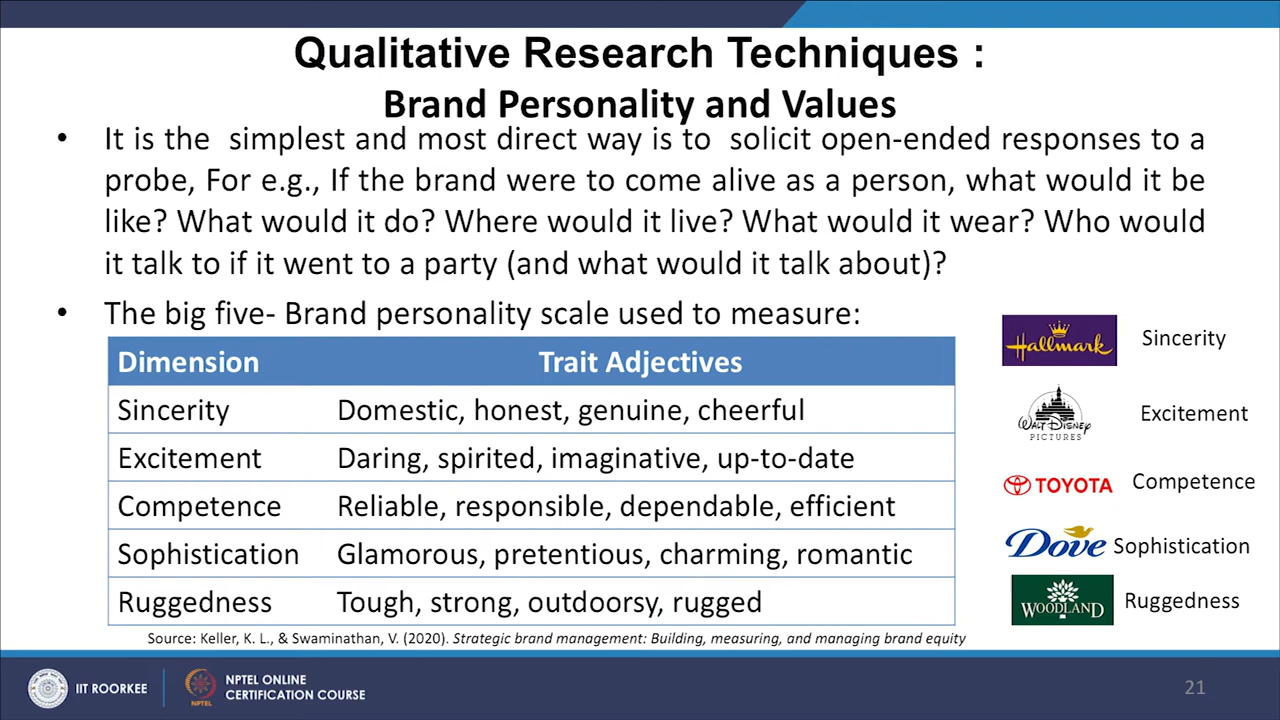 Qualitative Research Techniques :
Brand Personality and Values
• It is the simplest and most direct way is to solicit open-ended responses to a
probe, For e.g., If the brand were to come alive as a person, what would it be
like? What would it do? Where would it live? What would it wear? Who would
it talk to if it went to a party (and what would it talk about)?
• The big five- Brand personality scale used to measure:
Dimension Trait Adjectives
Sincerity Domestic, honest, genuine, cheerful
Excitement Daring, spirited, imaginative, up-to-date
Competence Reliable, responsible, dependable, efficient
Sophistication Glamorous, pretentious, charming, romantic
Ruggedness Tough, strong, outdoorsy, rugged
Hallmark Sincerity
WALT DISNEY
PICTURES
Excitement
TOYOTA Competence
Dove Sophistication
WOODLAND Ruggedness
Source: Keller, K. L., & Swaminathan, V. (2020). Strategic brand management: Building, measuring, and managing brand equity
IIT ROORKEE
NPTEL
NPTEL ONLINE
CERTIFICATION COURSE
21